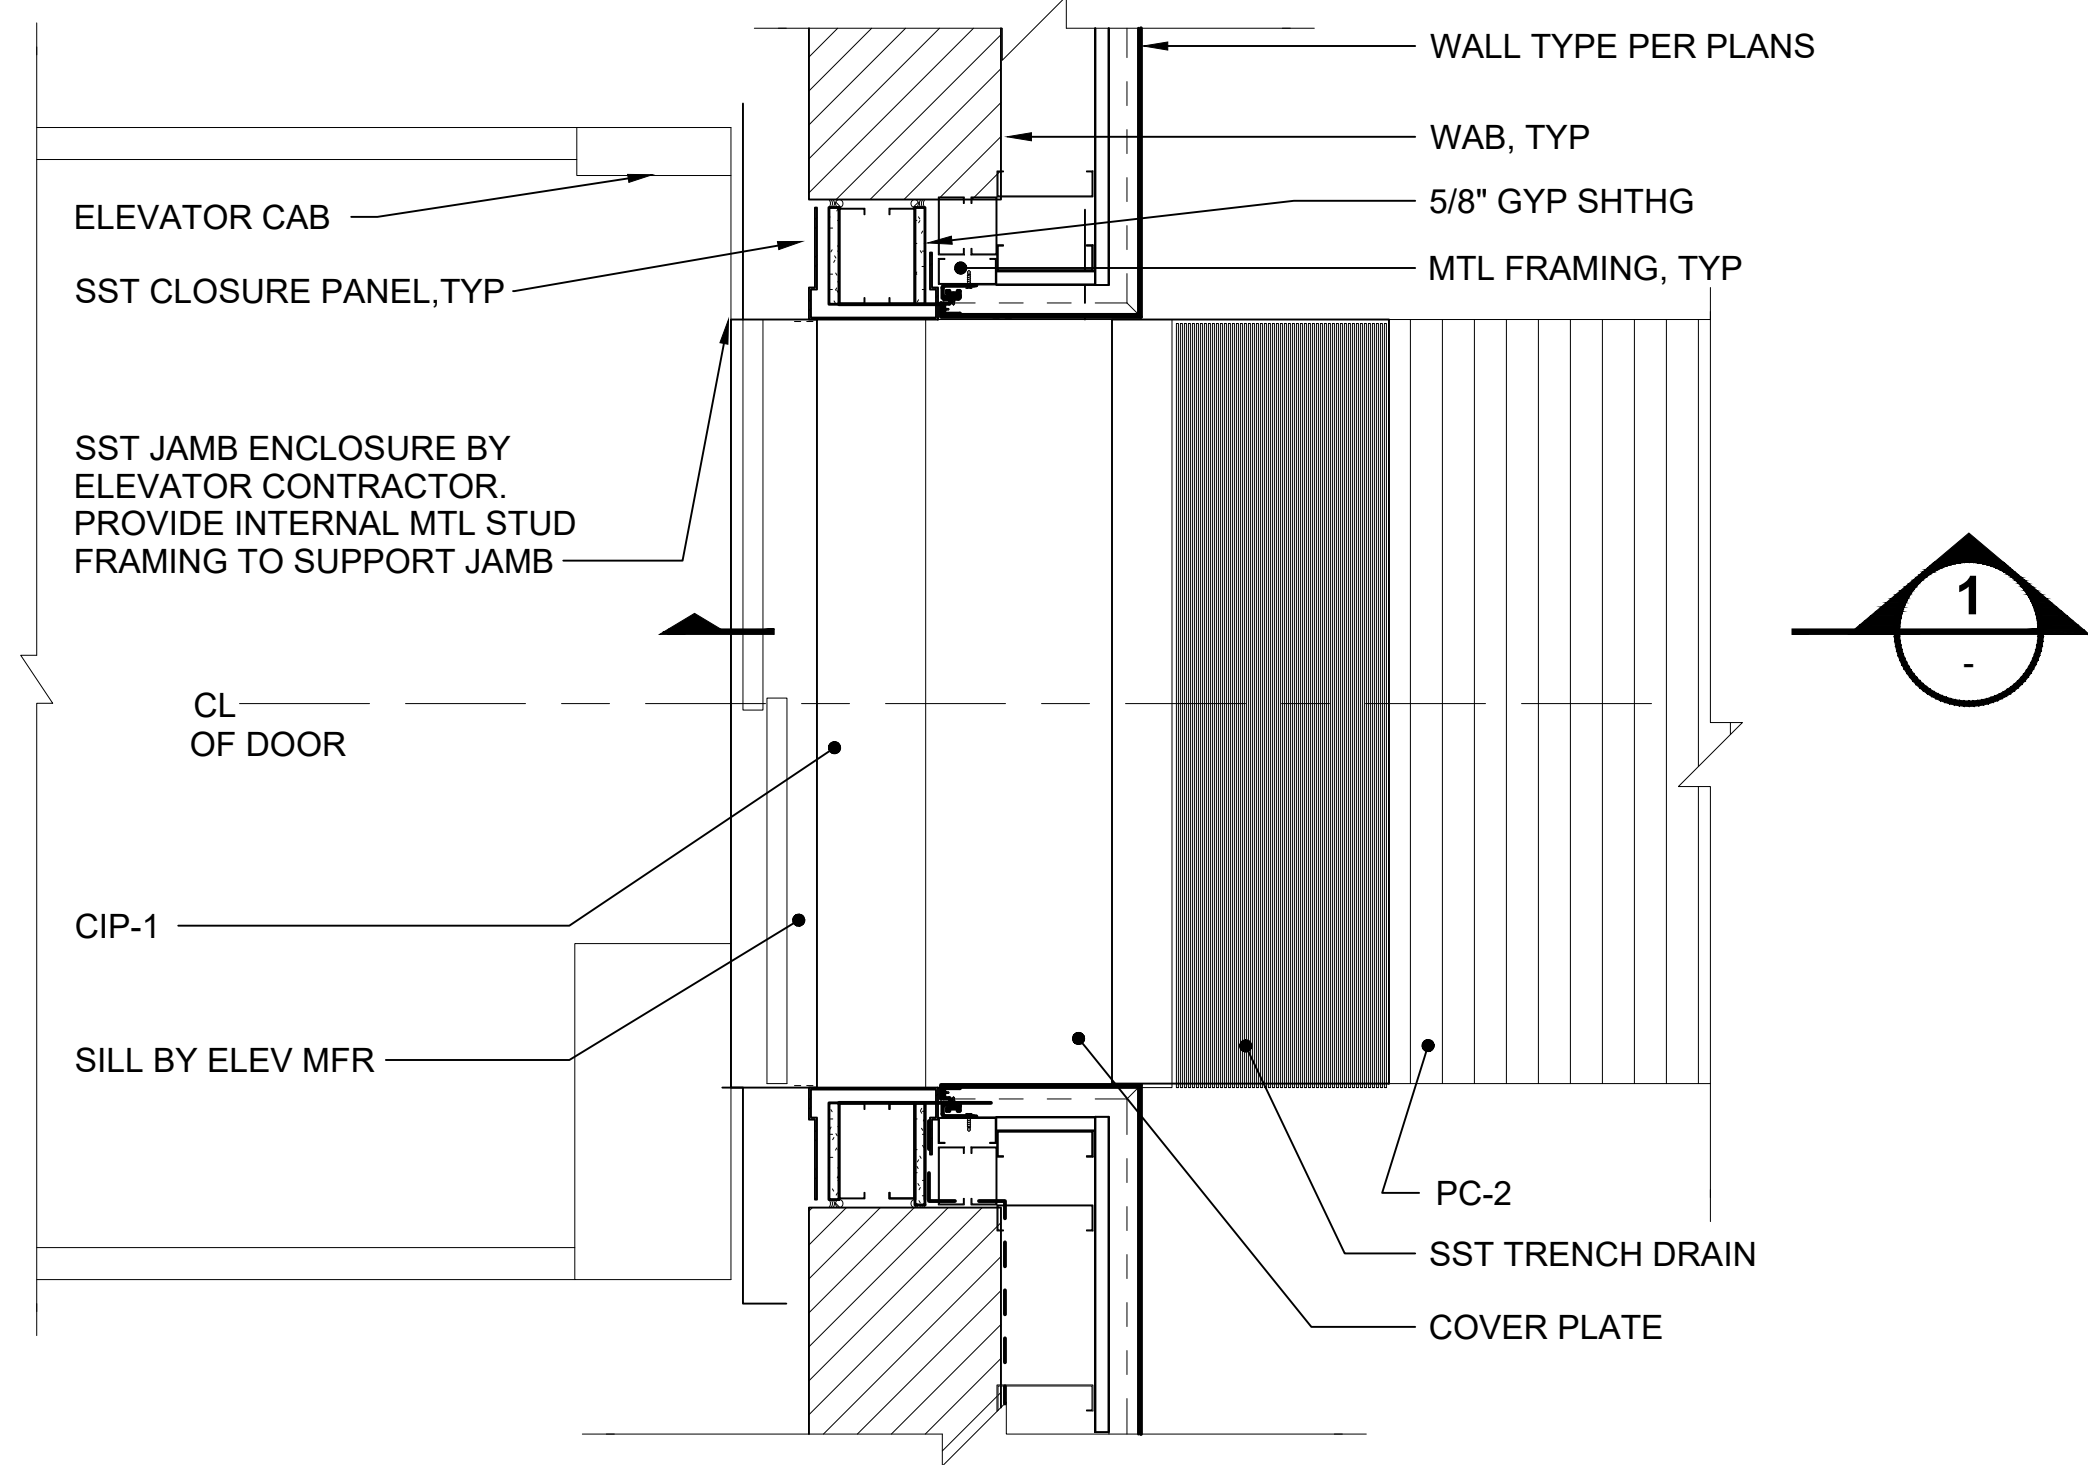 WALL TYPE PER PLANS
WAB, TYP
5/8" GYP SHTHG
MTL FRAMING, TYP
ELEVATOR CAB
SST CLOSURE PANEL,TYP
SST JAMB ENCLOSURE BY
ELEVATOR CONTRACTOR.
PROVIDE INTERNAL MTL STUD
FRAMING TO SUPPORT JAMB
1
-
CL
OF DOOR
CIP-1
SILL BY ELEV MFR
PC-2
SST TRENCH DRAIN
COVER PLATE